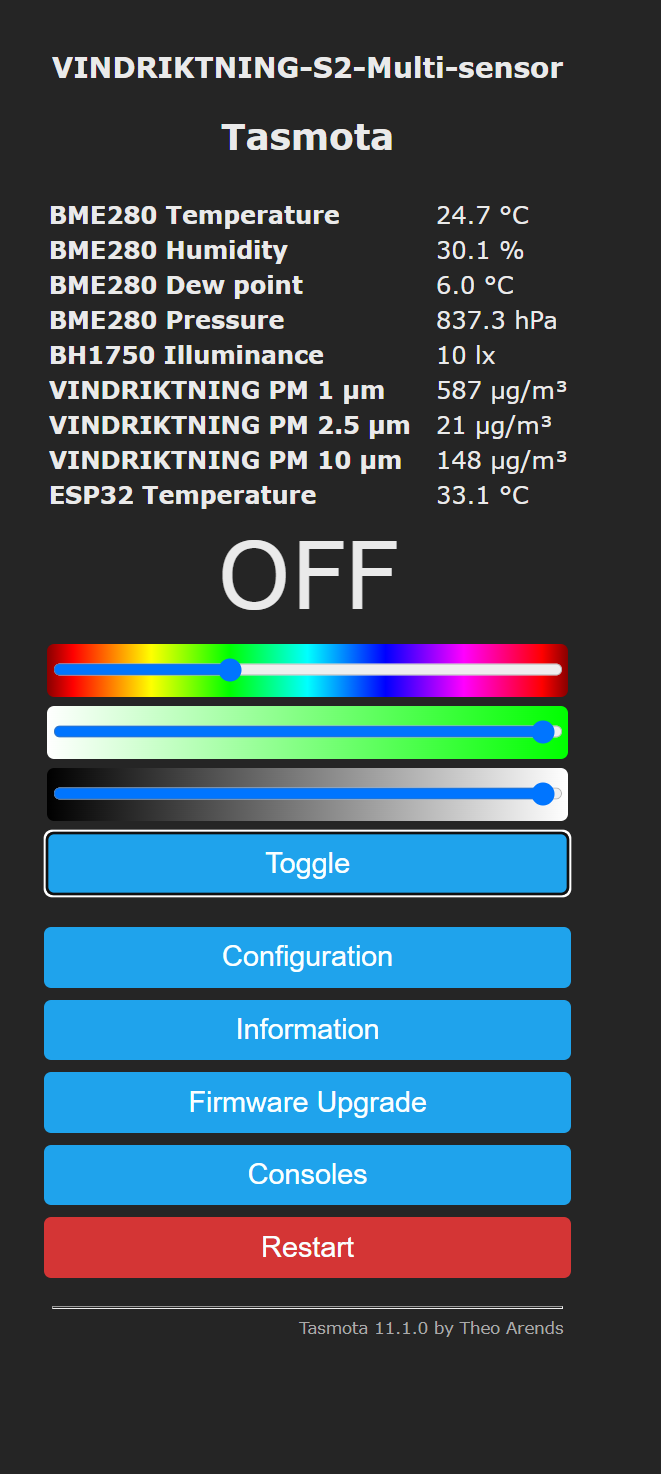 VINDRIKTNING-S2-Multi-sensor
Tasmota
BME280 Temperature 24.7 °C
BME280 Humidity 30.1 %
BME280 Dew point 6.0 °C
BME280 Pressure 837.3 hPa
BH1750 Illuminance 10 lx
VINDRIKTNING PM 1 µm 587 µg/m³
VINDRIKTNING PM 2.5 µm 21 µg/m³
VINDRIKTNING PM 10 µm 148 µg/m³
ESP32 Temperature 33.1 °C
OFF
Toggle
Configuration
Information
Firmware Upgrade
Consoles
Restart
Tasmota 11.1.0 by Theo Arends